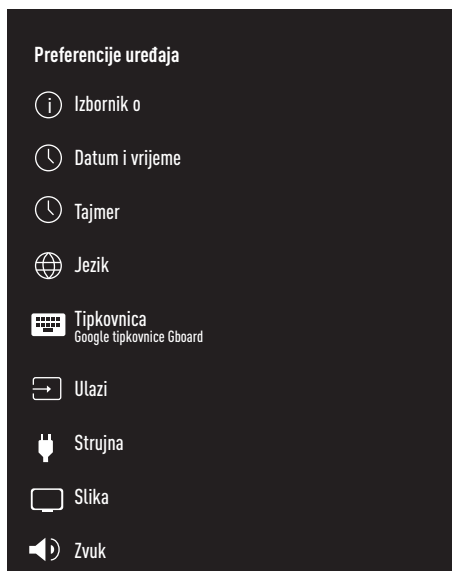 Preferencije uređaja
Izbornik o
Datum i vrijeme
Tajmer
Jezik
Tipkovnica
Google tipkovnice Gboard
Ulazi
Strujna
Slika
Zvuk